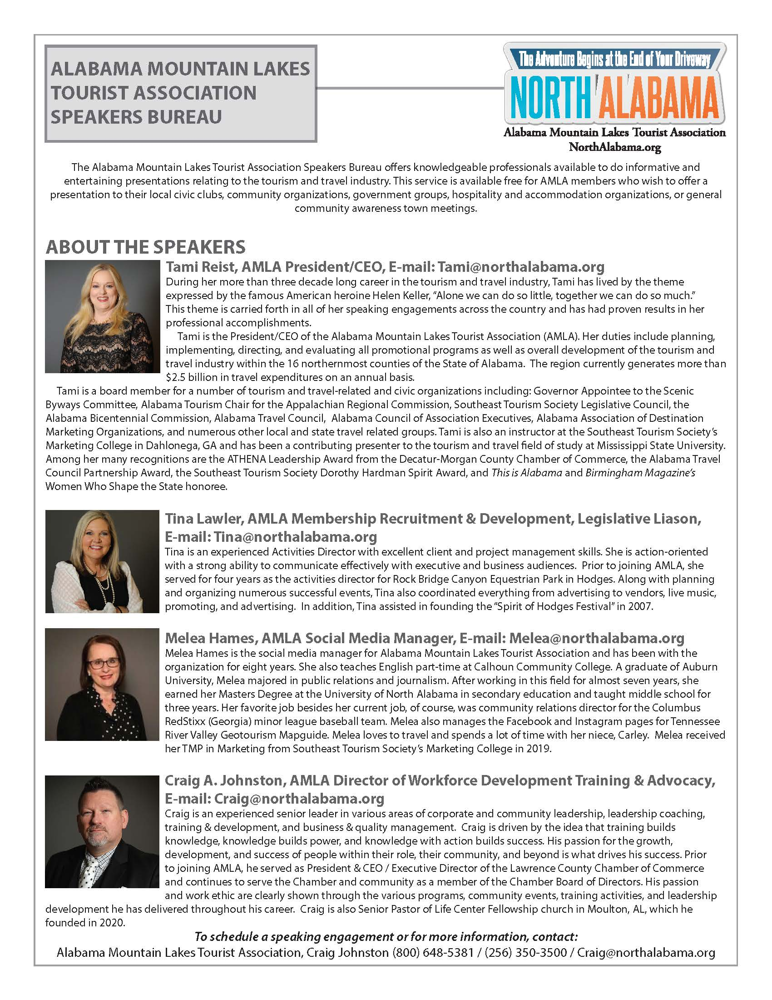 ALABAMA MOUNTAIN LAKES
TOURIST ASSOCIATION
SPEAKERS BUREAU
The Adventure Begins at the End of Your Driveway
NORTH ALABAMA
Alabama Mountain Lakes Tourist Association
NorthAlabama.org
The Alabama Mountain Lakes Tourist Association Speakers Bureau offers knowledgeable professionals available to do informative and
entertaining presentations relating to the tourism and travel industry. This service is available free for AMLA members who wish to offer a
presentation to their local civic clubs, community organizations, government groups, hospitality and accommodation organizations, or general
community awareness town meetings.
ABOUT THE SPEAKERS
Tami Reist, AMLA President/CEO, E-mail: Tami@northalabama.org
During her more than three decade long career in the tourism and travel industry, Tami has lived by the theme
expressed by the famous American heroine Helen Keller, “Alone we can do so little, together we can do so much.”
This theme is carried forth in all of her speaking engagements across the country and has had proven results in her
professional accomplishments.
Tami is the President/CEO of the Alabama Mountain Lakes Tourist Association (AMLA). Her duties include planning,
implementing, directing, and evaluating all promotional programs as well as overall development of the tourism and
travel industry within the 16 northernmost counties of the State of Alabama. The region currently generates more than
$2.5 billion in travel expenditures on an annual basis.
Tami is a board member for a number of tourism and travel-related and civic organizations including: Governor Appointee to the Scenic
Byways Committee, Alabama Tourism Chair for the Appalachian Regional Commission, Southeast Tourism Society Legislative Council, the
Alabama Bicentennial Commission, Alabama Travel Council, Alabama Council of Association Executives, Alabama Association of Destination
Marketing Organizations, and numerous other local and state travel related groups. Tami is also an instructor at the Southeast Tourism Society’s
Marketing College in Dahlonega, GA and has been a contributing presenter to the tourism and travel field of study at Mississippi State University.
Among her many recognitions are the ATHENA Leadership Award from the Decatur-Morgan County Chamber of Commerce, the Alabama Travel
Council Partnership Award, the Southeast Tourism Society Dorothy Hardman Spirit Award, and This is Alabama and Birmingham Magazine’s
Women Who Shape the State honoree.
Tina Lawler, AMLA Membership Recruitment & Development, Legislative Liason,
E-mail: Tina@northalabama.org
Tina is an experienced Activities Director with excellent client and project management skills. She is action-oriented
with a strong ability to communicate effectively with executive and business audiences. Prior to joining AMLA, she
served for four years as the activities director for Rock Bridge Canyon Equestrian Park in Hodges. Along with planning
and organizing numerous successful events, Tina also coordinated everything from advertising to vendors, live music,
promoting, and advertising. In addition, Tina assisted in founding the “Spirit of Hodges Festival” in 2007.
Melea Hames, AMLA Social Media Manager, E-mail: Melea@northalabama.org
Melea Hames is the social media manager for Alabama Mountain Lakes Tourist Association and has been with the
organization for eight years. She also teaches English part-time at Calhoun Community College. A graduate of Auburn
University, Melea majored in public relations and journalism. After working in this field for almost seven years, she
earned her Masters Degree at the University of North Alabama in secondary education and taught middle school for
three years. Her favorite job besides her current job, of course, was community relations director for the Columbus
RedStixx (Georgia) minor league baseball team. Melea also manages the Facebook and Instagram pages for Tennessee
River Valley Geotourism Mapguide. Melea loves to travel and spends a lot of time with her niece, Carley. Melea received
her TMP in Marketing from Southeast Tourism Society’s Marketing College in 2019.
Craig A. Johnston, AMLA Director of Workforce Development Training & Advocacy,
E-mail: Craig@northalabama.org
Craig is an experienced senior leader in various areas of corporate and community leadership, leadership coaching,
training & development, and business & quality management. Craig is driven by the idea that training builds
knowledge, knowledge builds power, and knowledge with action builds success. His passion for the growth,
development, and success of people within their role, their community, and beyond is what drives his success. Prior
to joining AMLA, he served as President & CEO / Executive Director of the Lawrence County Chamber of Commerce
and continues to serve the Chamber and community as a member of the Chamber Board of Directors. His passion
and work ethic are clearly shown through the various programs, community events, training activities, and leadership
development he has delivered throughout his career. Craig is also Senior Pastor of Life Center Fellowship church in Moulton, AL, which he
founded in 2020.
To schedule a speaking engagement or for more information, contact:
Alabama Mountain Lakes Tourist Association, Craig Johnston (800) 648-5381 / (256) 350-3500 / Craig@northalabama.org